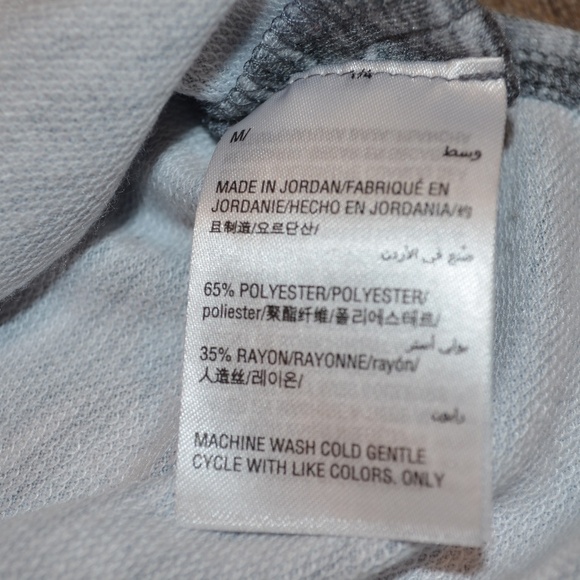 1/4
M/
وسط
MADE IN JORDAN/FABRIQUÉ EN
JORDANIE/HECHO EN JORDANIA/约
旦制造/요르단산/
صنع في الأردن
65% POLYESTER/POLYESTER/
poliester/聚酯纤维/폴리에스테르/
بولي أستر
35% RAYON/RAYONNE/rayón/
人造丝/레이온/
رايون
MACHINE WASH COLD GENTLE
CYCLE WITH LIKE COLORS. ONLY